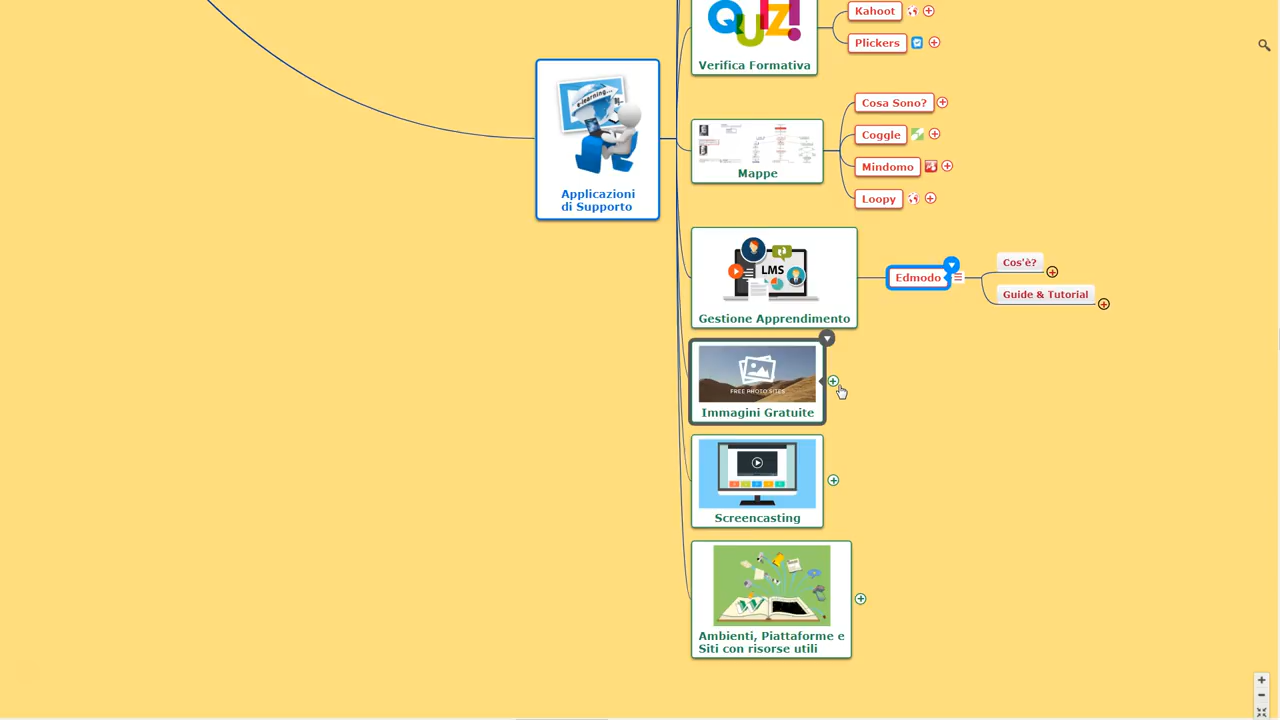 QUIZ!
Verifica Formativa
Kahoot
Plickers
e-learning...
Applicazioni
di Supporto
Mappe
Cosa Sono?
Coggle
Mindomo
Loopy
LMS
Gestione Apprendimento
Edmodo
Cos'è?
Guide & Tutorial
FREE PHOTO SITES
Immagini Gratuite
Screencasting
W
Ambienti, Piattaforme e
Siti con risorse utili